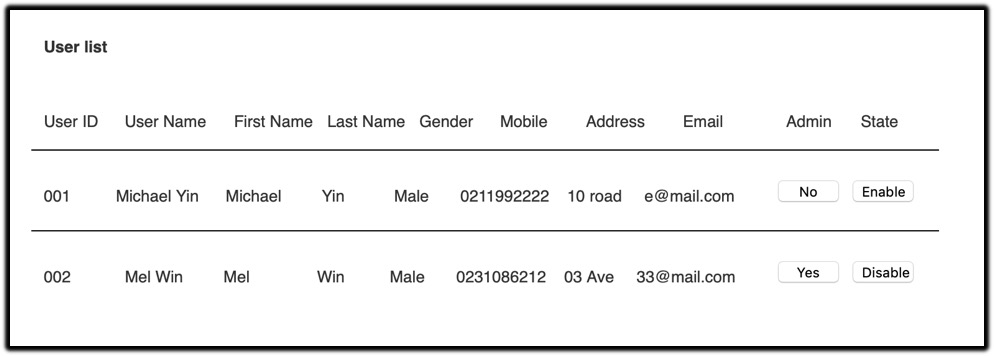 User list
User ID User Name First Name Last Name Gender Mobile Address Email Admin State
001 Michael Yin Michael Yin Male 0211992222 10 road e@mail.com No Enable
002 Mel Win Mel Win Male 0231086212 03 Ave 33@mail.com Yes Disable